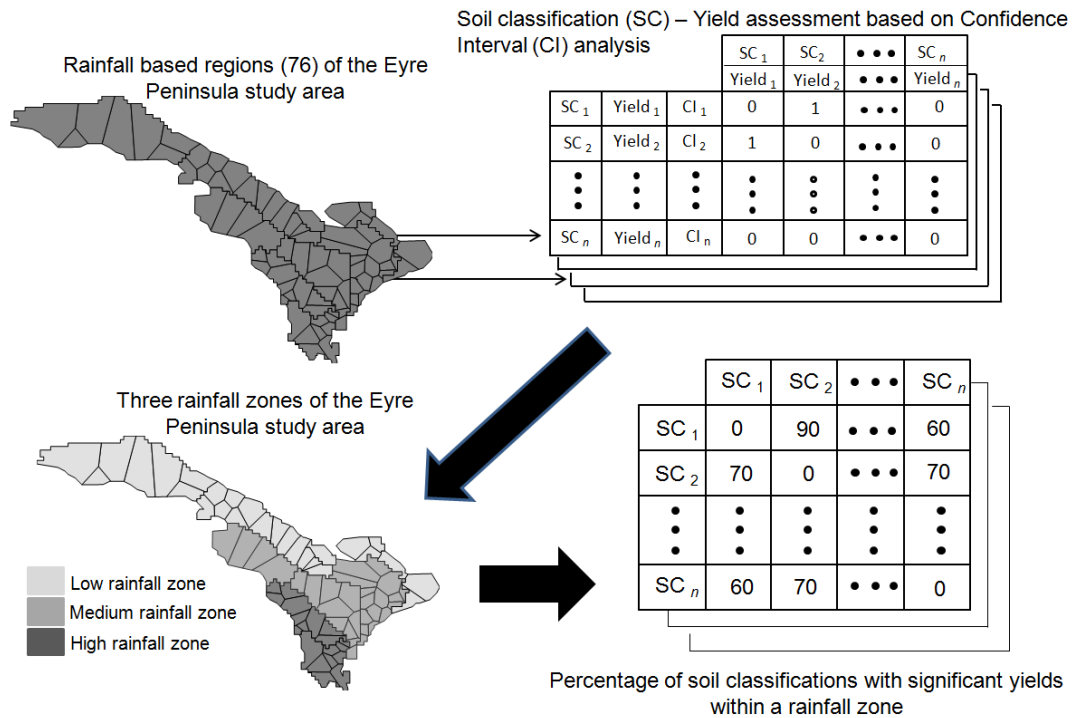 Soil classification (SC) – Yield assessment based on Confidence
Interval (CI) analysis
Rainfall based regions (76) of the Eyre
Peninsula study area
SC 1 SC 2 ••• SC n
Yield 1 Yield 2 ••• Yield n
SC 1 Yield 1 CI 1 0 1 ••• 0
SC 2 Yield 2 CI 2 1 0 ••• 0
SC n Yield n CI n 0 0 ••• 0
Three rainfall zones of the Eyre
Peninsula study area
Low rainfall zone
Medium rainfall zone
High rainfall zone
SC 1 SC 2 ••• SC n
SC 1 0 90 ••• 60
SC 2 70 0 ••• 70
SC n 60 70 ••• 0
Percentage of soil classifications with significant yields
within a rainfall zone